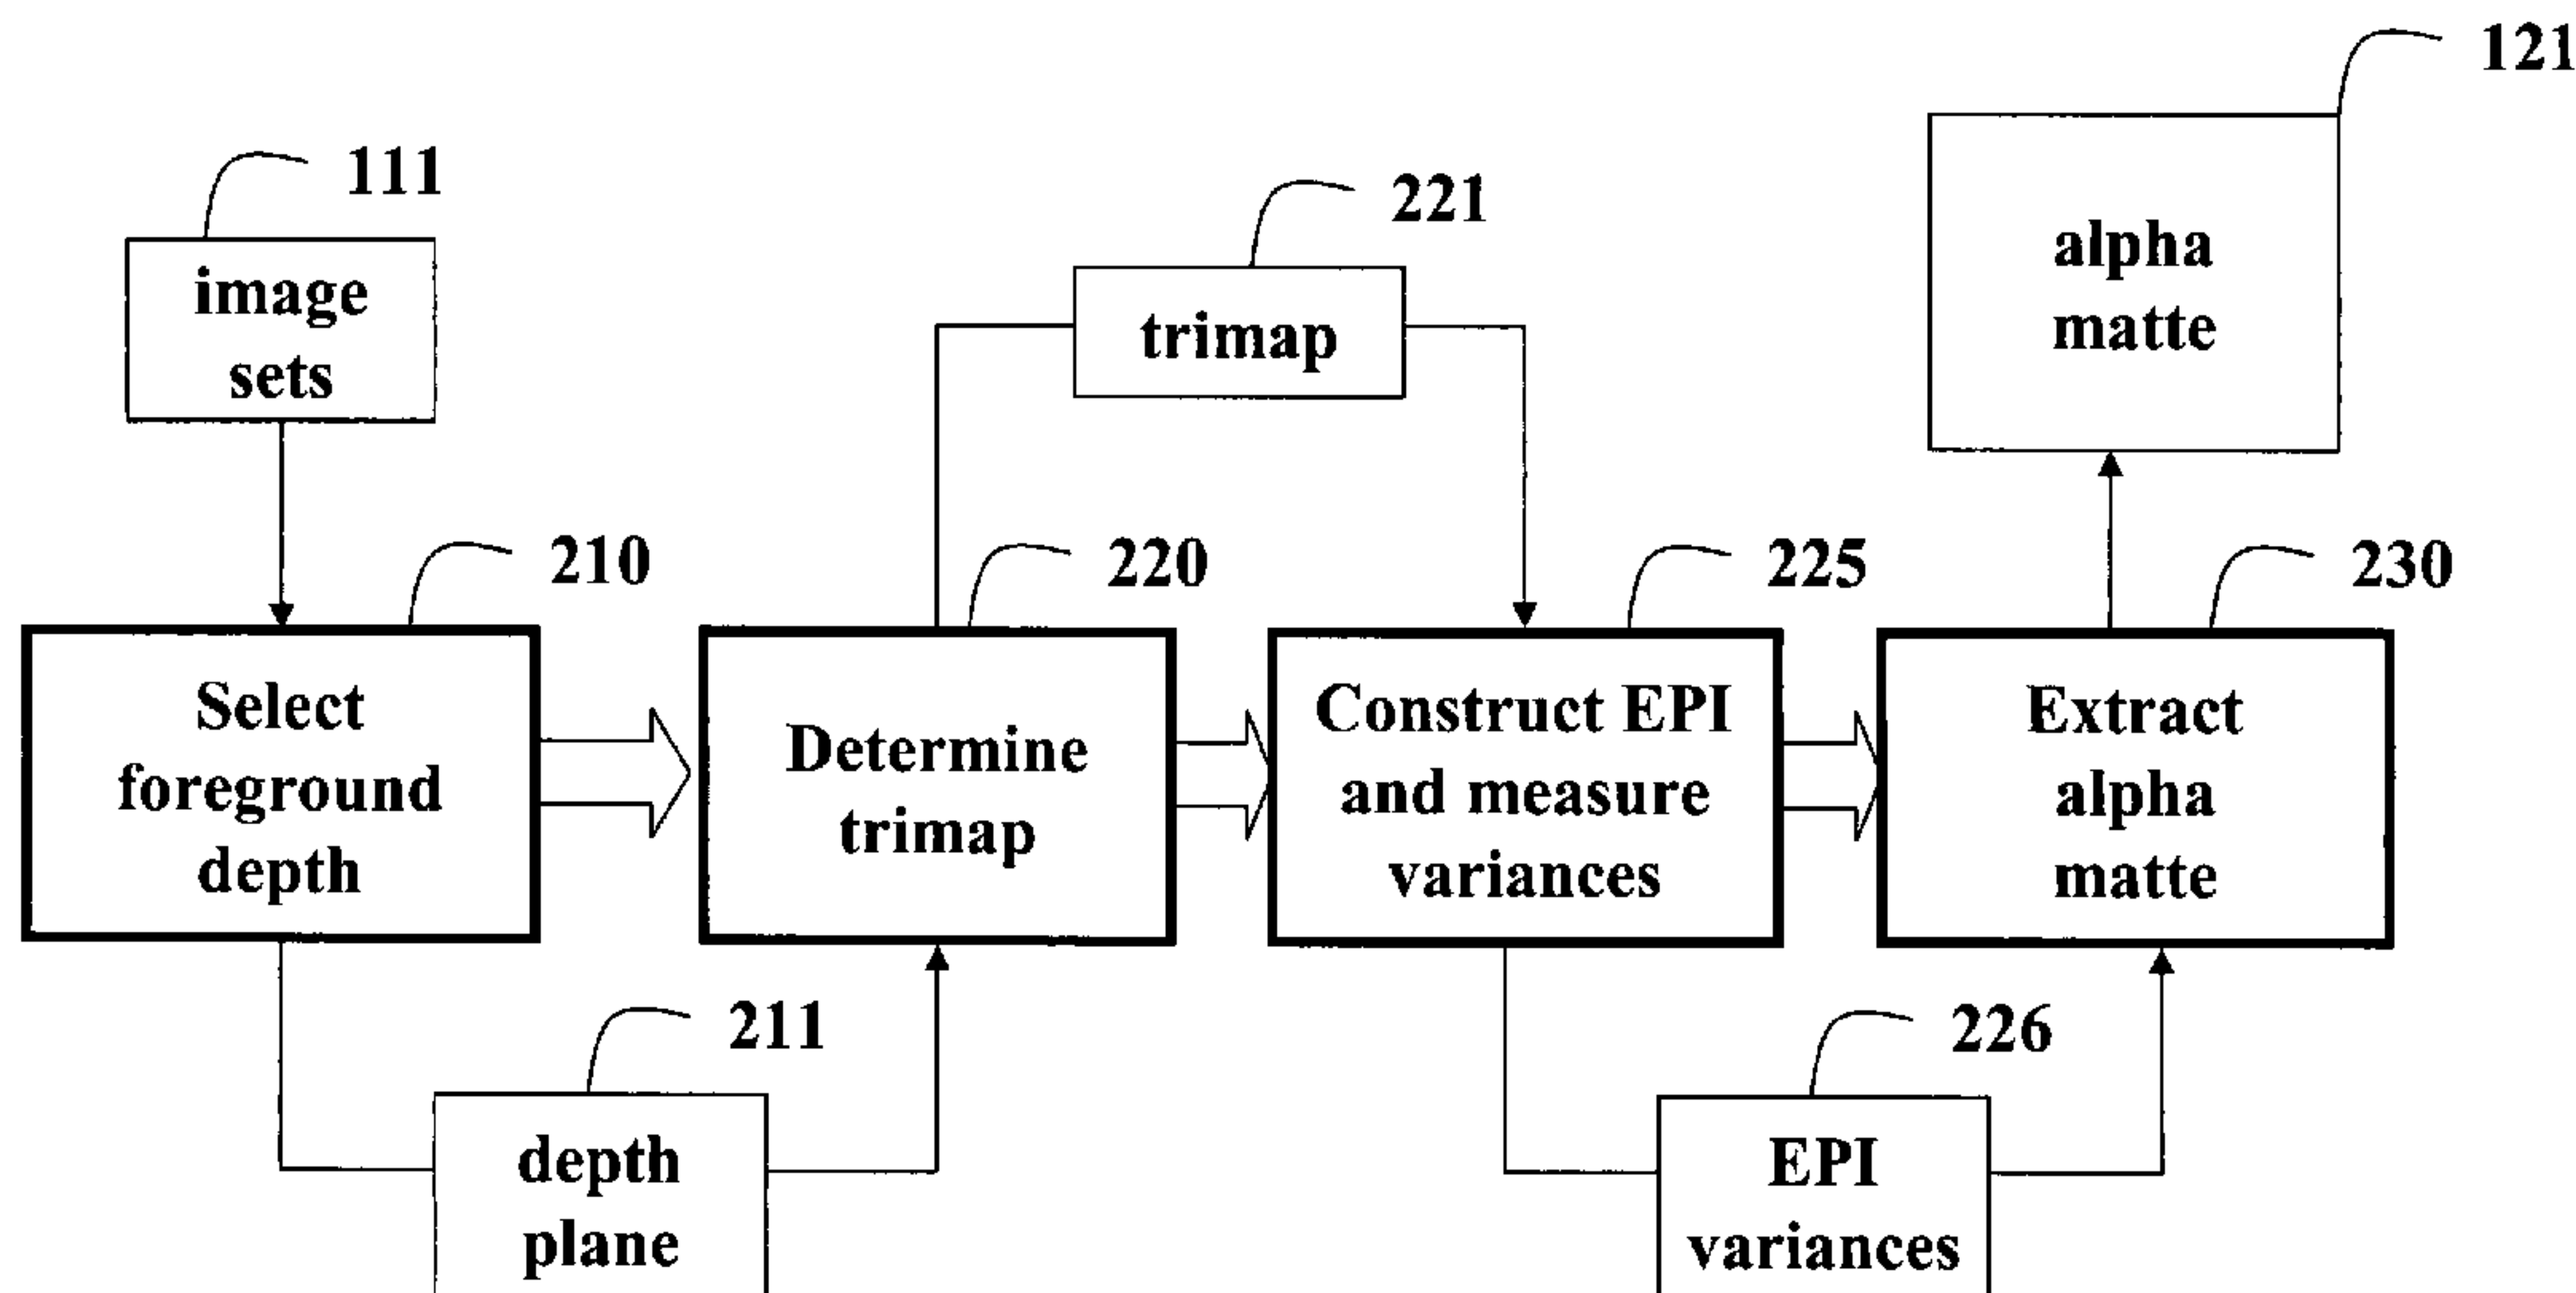 121
111
image
sets
221
trimap
alpha
matte
210
Select
foreground
depth
220
Determine
trimap
225
Construct EPI
and measure
variances
230
Extract
alpha
matte
211
depth
plane
226
EPI
variances